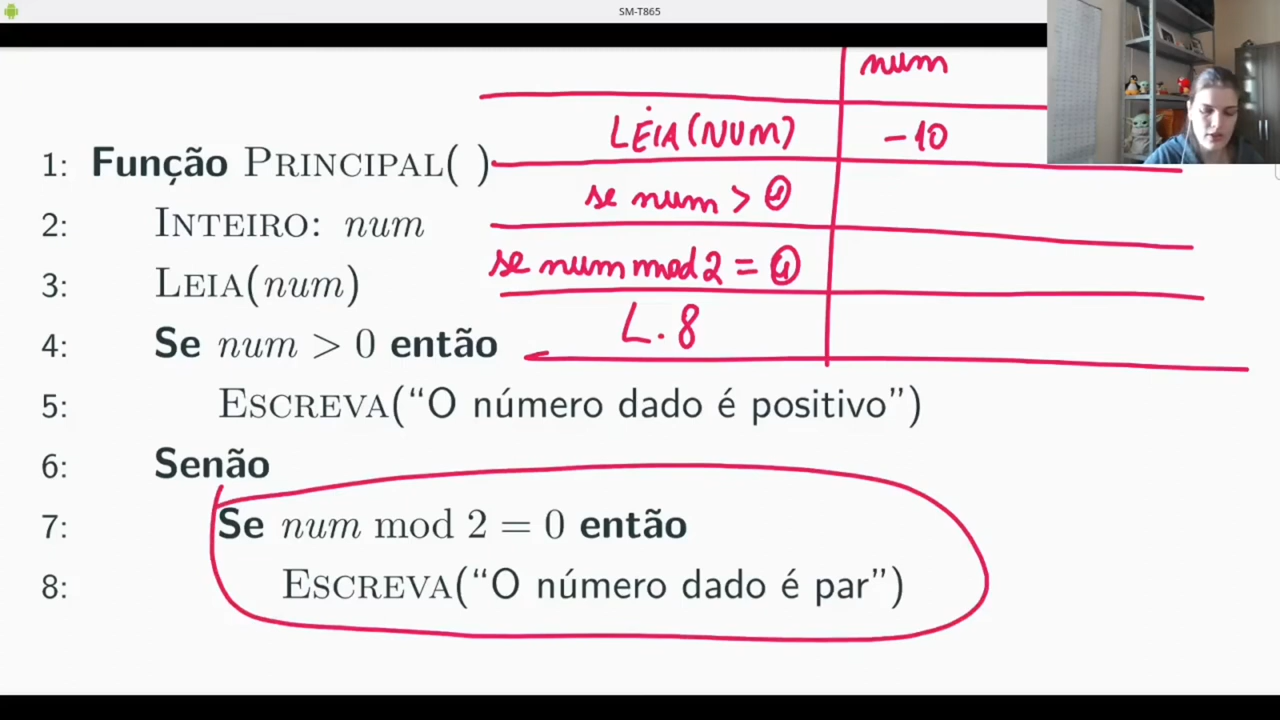 SM-T865
num
LEIA(NUM) -10
se num > 0
se num mod 2 = 0
L.8
1: Função PRINCIPAL( )
2: INTEIRO: num
3: LEIA(num)
4: Se num > 0 então
5: ESCREVA(“O número dado é positivo”)
6: Senão
7: Se num mod 2 = 0 então
8: ESCREVA(“O número dado é par”)